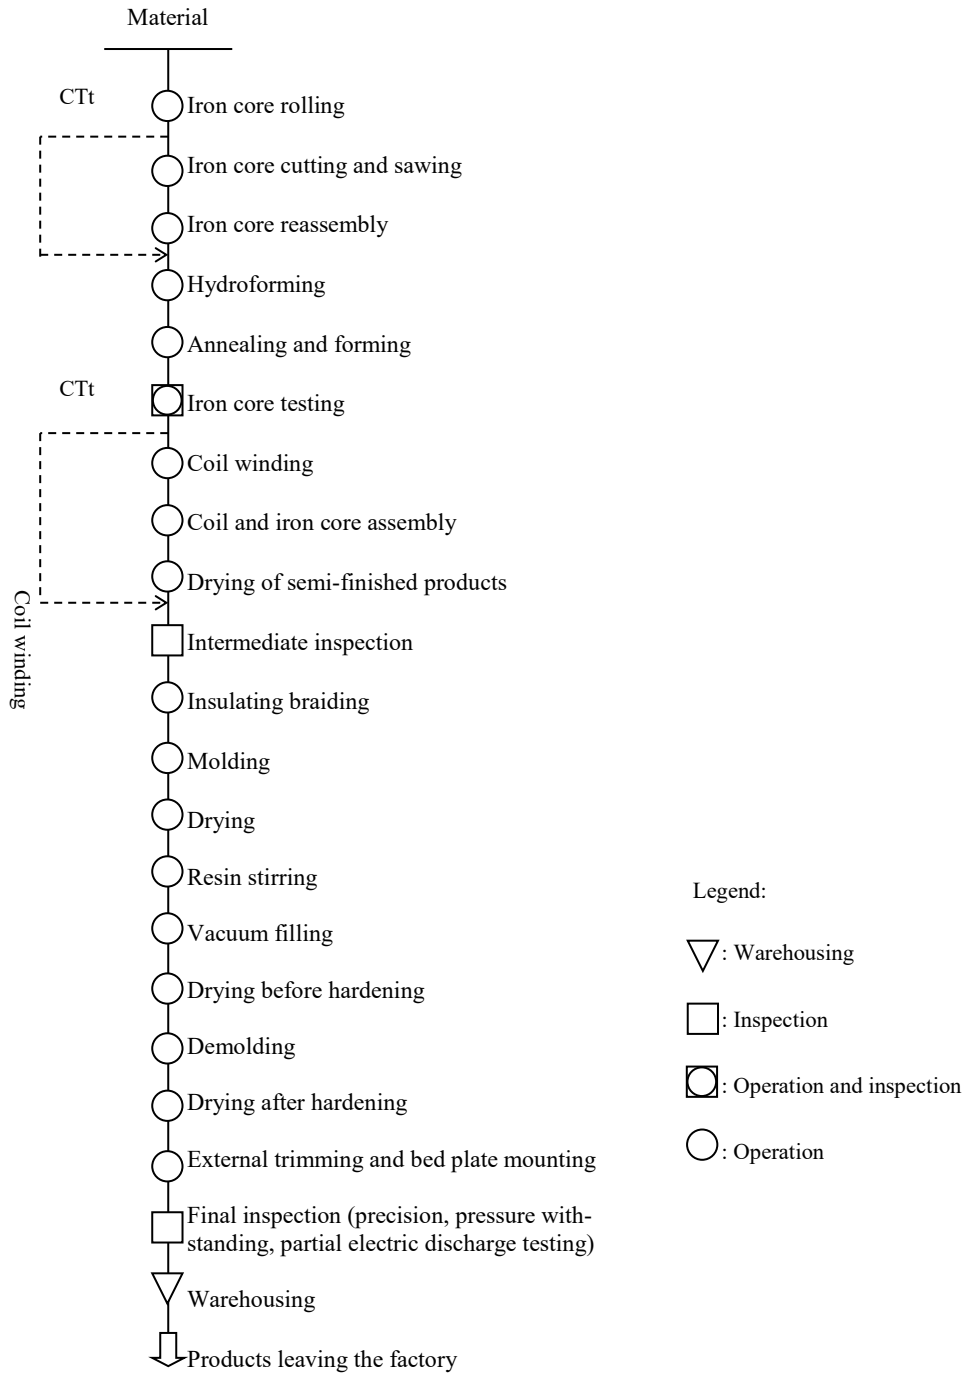 Material
CTt
Iron core rolling
Iron core cutting and sawing
Iron core reassembly
Hydroforming
Annealing and forming
CTt
Iron core testing
Coil winding
Coil and iron core assembly
Drying of semi-finished products
Coil winding
Intermediate inspection
Insulating braiding
Molding
Drying
Resin stirring
Vacuum filling
Drying before hardening
Demolding
Drying after hardening
External trimming and bed plate mounting
Final inspection (precision, pressure with-
standing, partial electric discharge testing)
Warehousing
Products leaving the factory
Legend:
: Warehousing
: Inspection
: Operation and inspection
: Operation